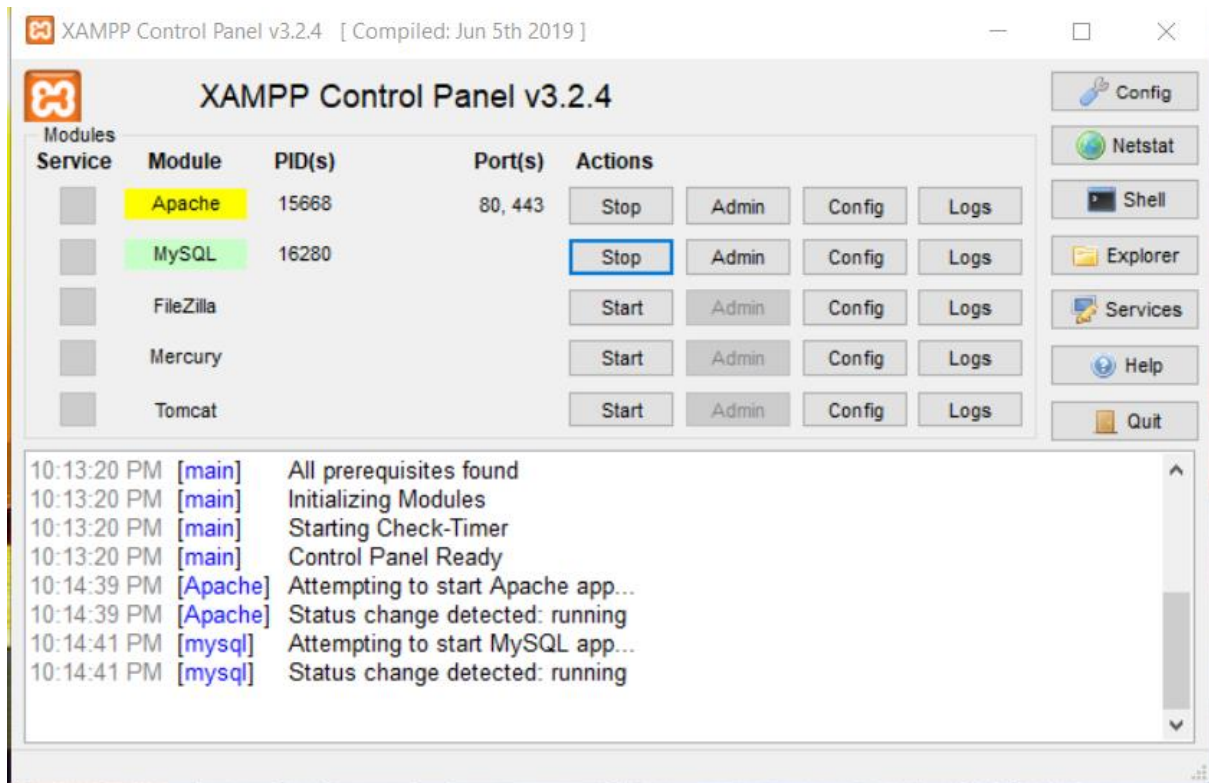 XAMPP Control Panel v3.2.4 [ Compiled: Jun 5th 2019 ]
XAMPP Control Panel v3.2.4
Config
Modules
Service Module PID(s) Port(s) Actions
Netstat
Apache 15668 80, 443 Stop Admin Config Logs
Shell
MySQL 16280 Stop Admin Config Logs
Explorer
FileZilla Start Admin Config Logs
Services
Mercury Start Admin Config Logs
Help
Tomcat Start Admin Config Logs
Quit
10:13:20 PM [main] All prerequisites found
10:13:20 PM [main] Initializing Modules
10:13:20 PM [main] Starting Check-Timer
10:13:20 PM [main] Control Panel Ready
10:14:39 PM [Apache] Attempting to start Apache app...
10:14:39 PM [Apache] Status change detected: running
10:14:41 PM [mysql] Attempting to start MySQL app...
10:14:41 PM [mysql] Status change detected: running